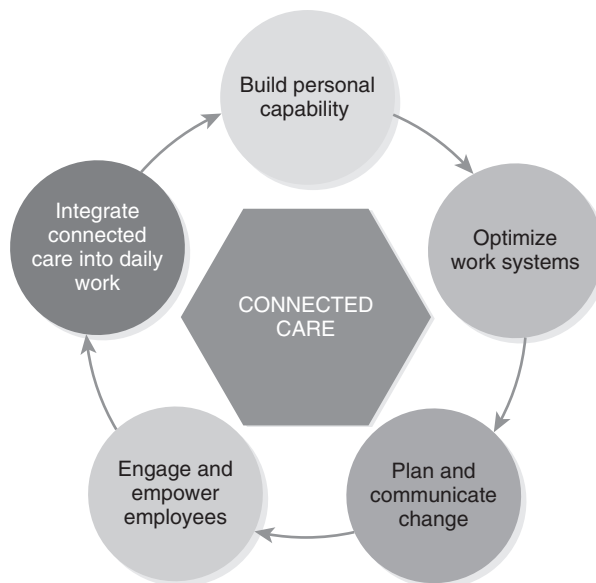 Build personal
capability
Optimize
work systems
Plan and
communicate
change
Engage and
empower
employees
Integrate
connected
care into daily
work
CONNECTED
CARE